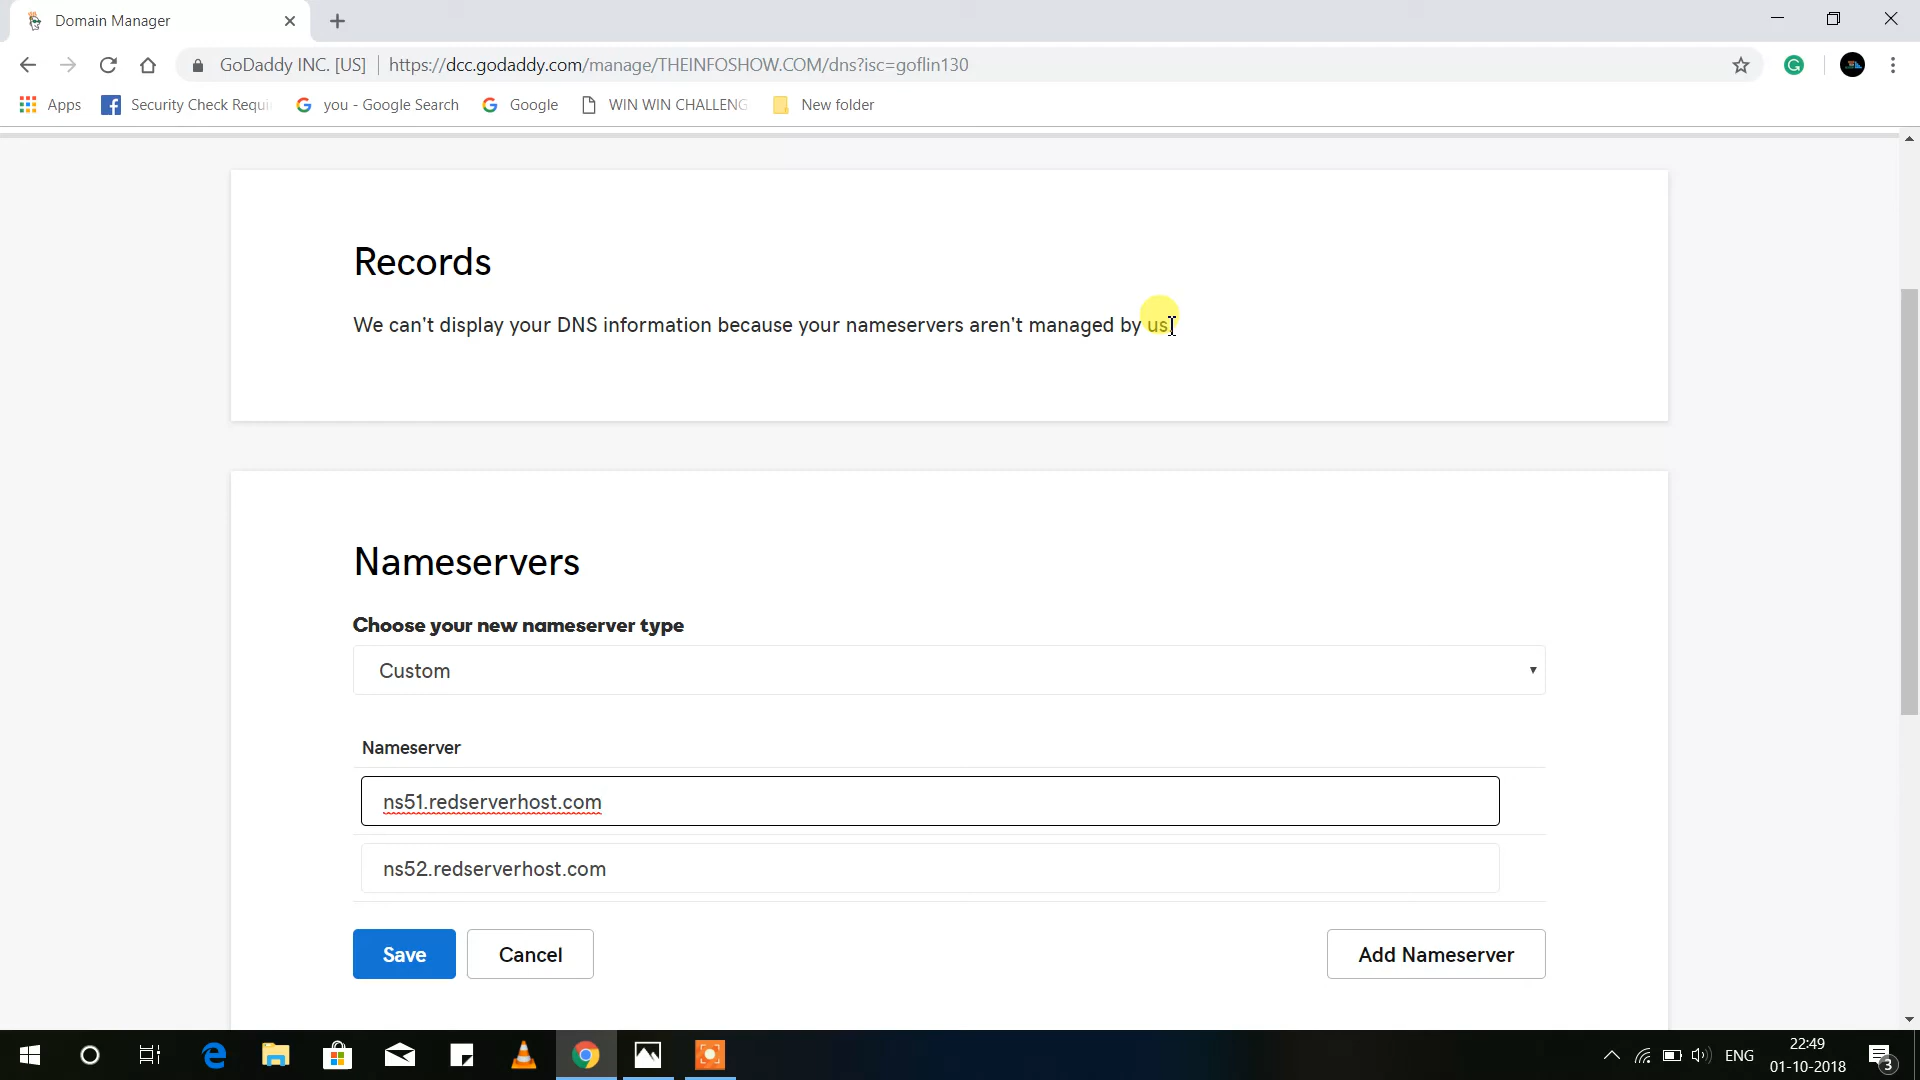 Domain Manager
GoDaddy INC. [US] https://dcc.godaddy.com/manage/THEINFOSHOW.COM/dns?isc=goflin130
Apps Security Check Requi you - Google Search Google WIN WIN CHALLENG New folder
Records
We can't display your DNS information because your nameservers aren't managed by us.
Nameservers
Choose your new nameserver type
Custom
Nameserver
ns51.redserverhost.com
ns52.redserverhost.com
Save Cancel Add Nameserver
ENG 22:49
01-10-2018 3